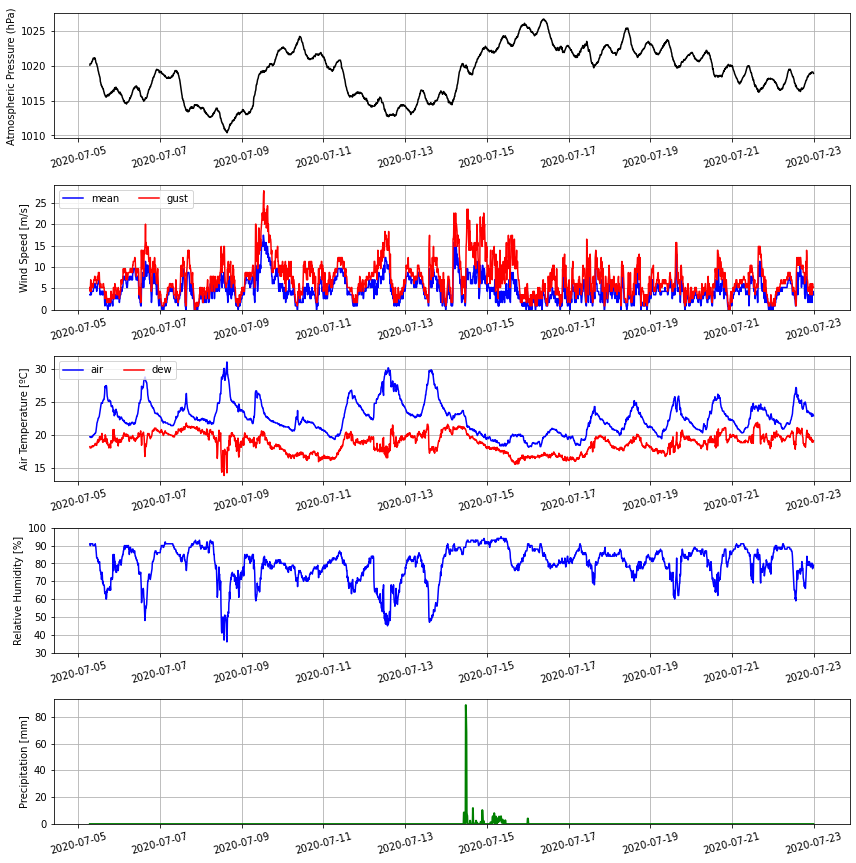 Atmospheric Pressure (hPa)
1025
1020
1015
1010
2020-07-05 2020-07-07 2020-07-09 2020-07-11 2020-07-13 2020-07-15 2020-07-17 2020-07-19 2020-07-21 2020-07-23
Wind Speed [m/s]
mean gust
25
20
15
10
5
0
2020-07-05 2020-07-07 2020-07-09 2020-07-11 2020-07-13 2020-07-15 2020-07-17 2020-07-19 2020-07-21 2020-07-23
Air Temperature [ºC]
air dew
30
25
20
15
2020-07-05 2020-07-07 2020-07-09 2020-07-11 2020-07-13 2020-07-15 2020-07-17 2020-07-19 2020-07-21 2020-07-23
Relative Humidity [%]
100
90
80
70
60
50
40
30
2020-07-05 2020-07-07 2020-07-09 2020-07-11 2020-07-13 2020-07-15 2020-07-17 2020-07-19 2020-07-21 2020-07-23
Precipitation [mm]
80
60
40
20
0
2020-07-05 2020-07-07 2020-07-09 2020-07-11 2020-07-13 2020-07-15 2020-07-17 2020-07-19 2020-07-21 2020-07-23